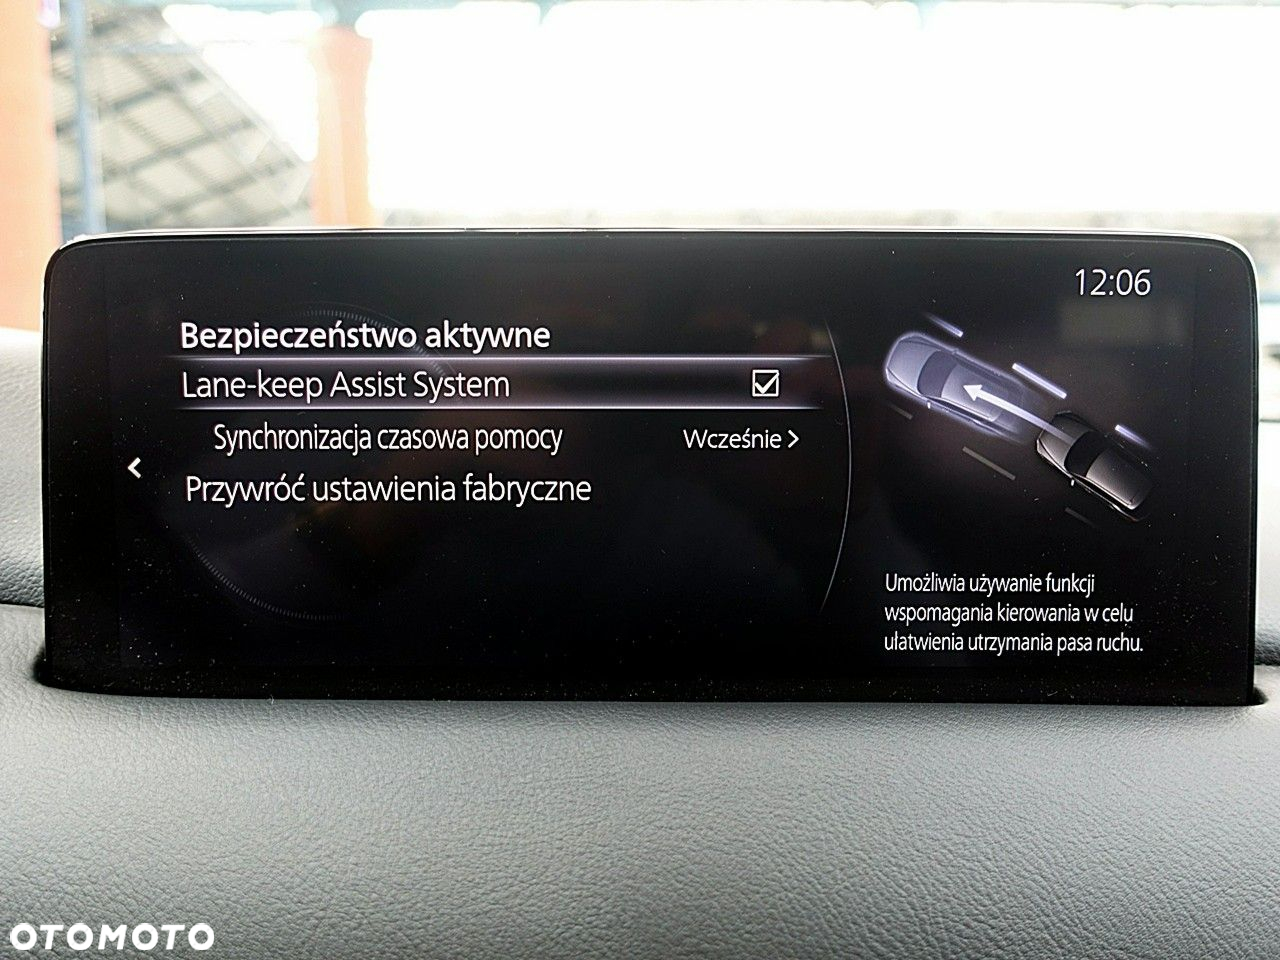 12:06
Bezpieczeństwo aktywne
Lane-keep Assist System
Synchronizacja czasowa pomocy Wcześnie >
Przywróć ustawienia fabryczne
Umożliwia używanie funkcji
wspomagania kierowania w celu
ułatwienia utrzymania pasa ruchu.
OTOMOTO